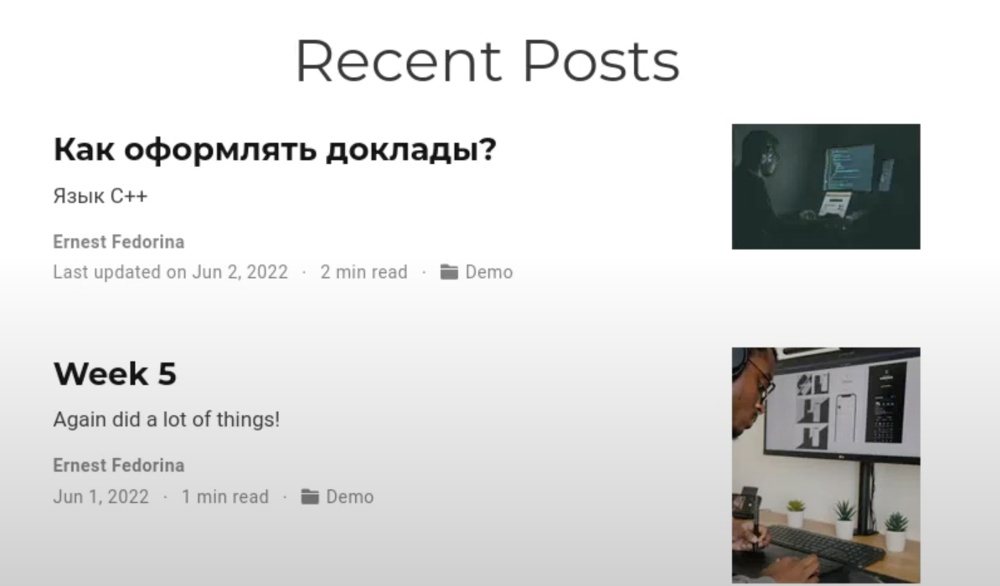 Recent Posts
Как оформлять доклады?
Язык C++
Ernest Fedorina
Last updated on Jun 2, 2022 · 2 min read · Demo
Week 5
Again did a lot of things!
Ernest Fedorina
Jun 1, 2022 · 1 min read · Demo